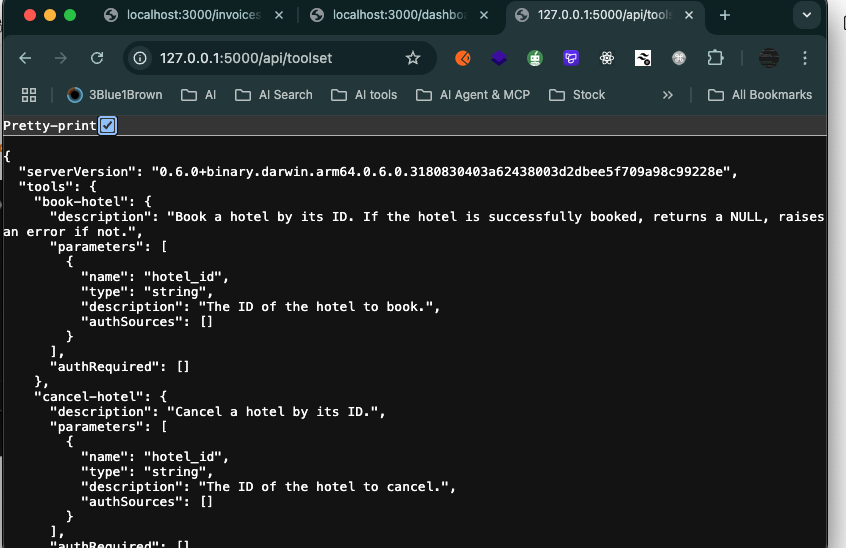 localhost:3000/invoices
localhost:3000/dashbo
127.0.0.1:5000/api/tools
127.0.0.1:5000/api/toolset
3Blue1Brown
AI
AI Search
AI tools
AI Agent & MCP
Stock
All Bookmarks
Pretty-print
{
"serverVersion": "0.6.0+binary.darwin.arm64.0.6.0.3180830403a62438003d2dbee5f709a98c99228e",
"tools": {
"book-hotel": {
"description": "Book a hotel by its ID. If the hotel is successfully booked, returns a NULL, raises
an error if not.",
"parameters": [
{
"name": "hotel_id",
"type": "string",
"description": "The ID of the hotel to book.",
"authSources": []
}
],
"authRequired": []
},
"cancel-hotel": {
"description": "Cancel a hotel by its ID.",
"parameters": [
{
"name": "hotel_id",
"type": "string",
"description": "The ID of the hotel to cancel.",
"authSources": []
}
],
"authRequired": []